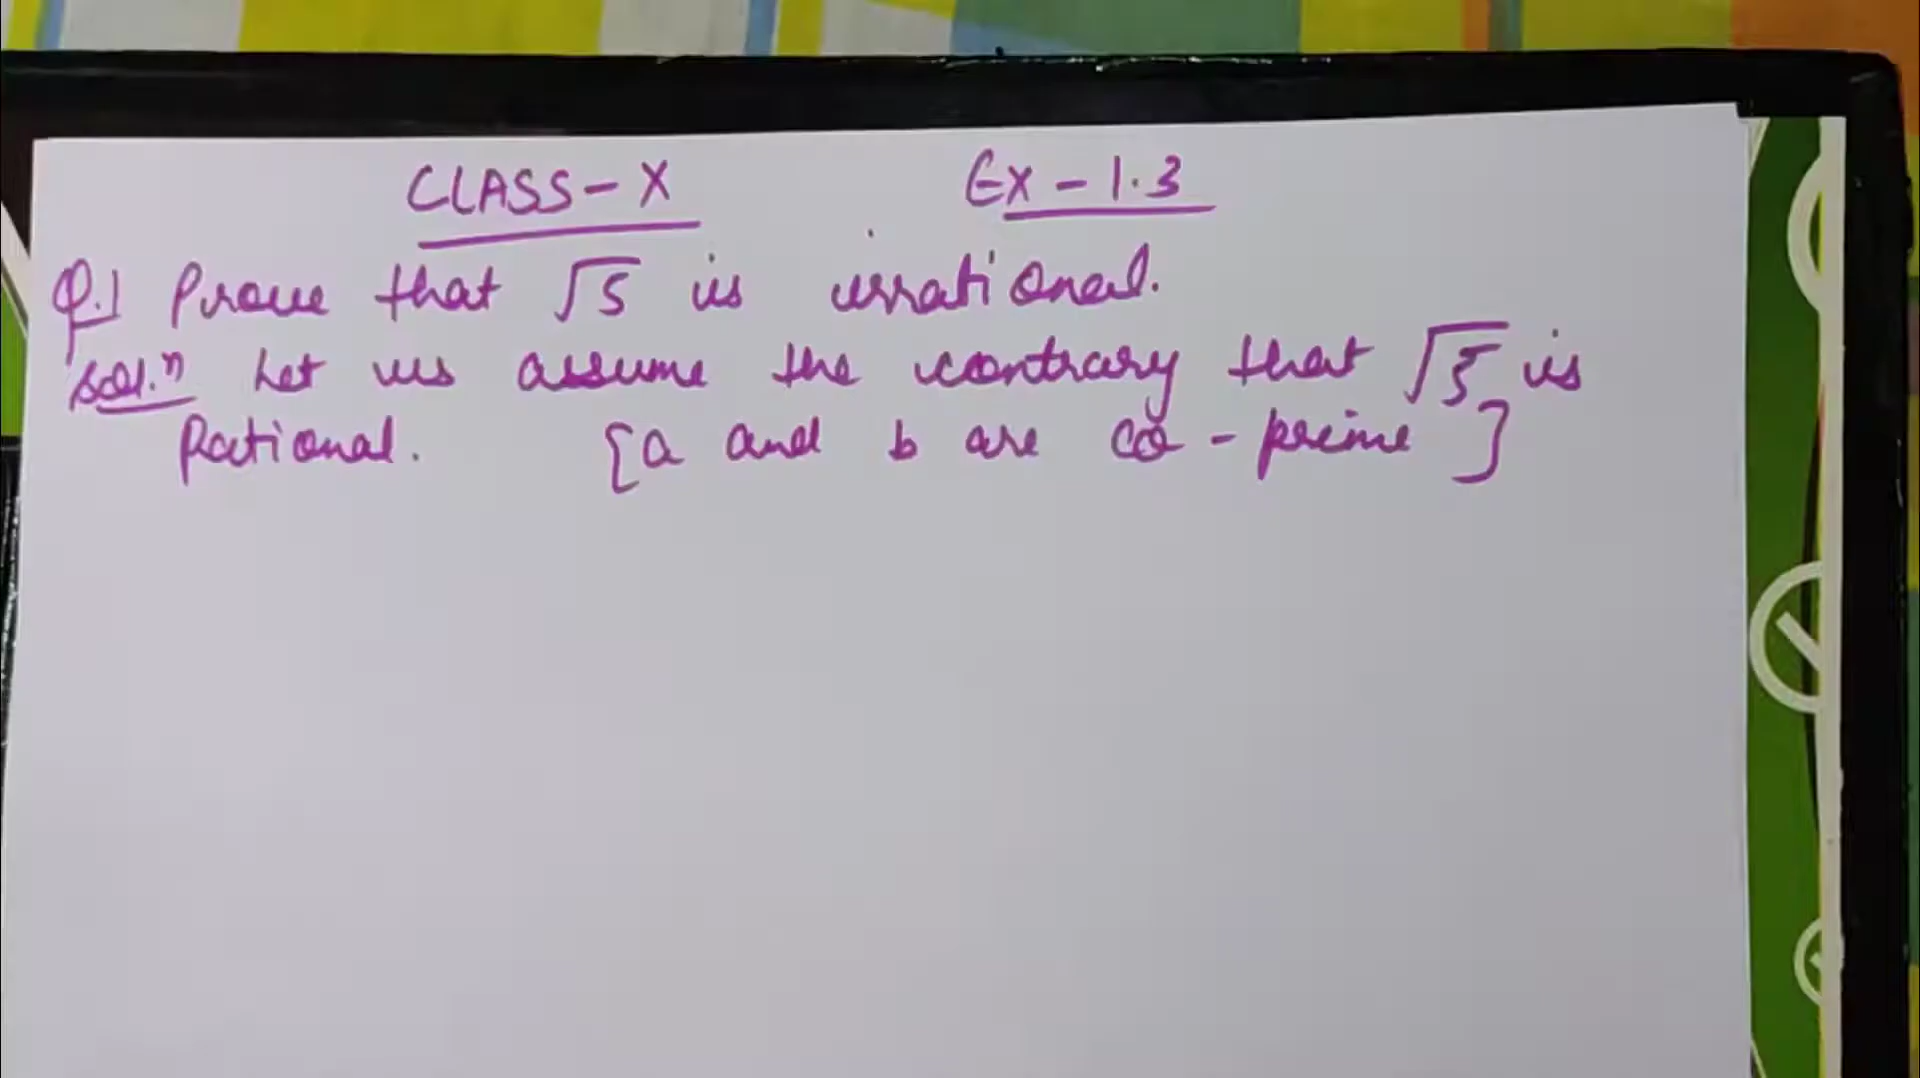 CLASS-X Ex-1.3
Q.1 Prove that √5 is irrational.
Sol.ⁿ Let us assume the contrary that √5 is
Rational. [a and b are co-prime]